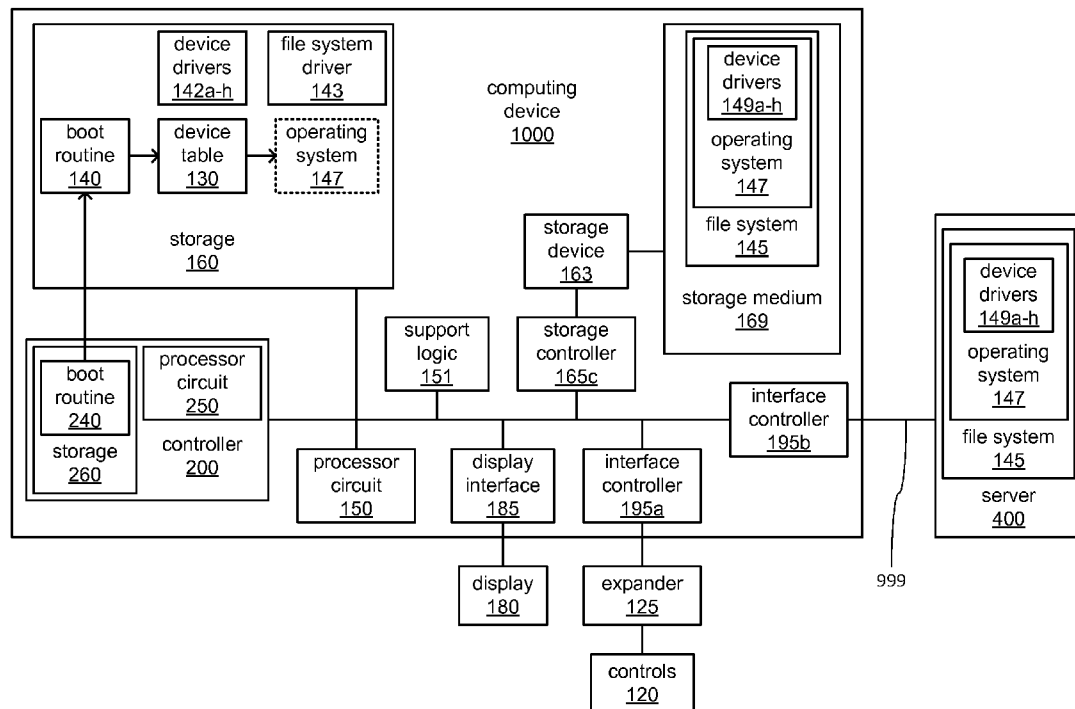 device
drivers
142a-h
file system
driver
143
computing
device
1000
boot
routine
140
device
table
130
operating
system
147
storage
160
device
drivers
149a-h
operating
system
147
file system
145
storage medium
169
storage
device
163
storage
controller
165c
support
logic
151
boot
routine
240
storage
260
processor
circuit
250
controller
200
processor
circuit
150
display
interface
185
interface
controller
195a
interface
controller
195b
device
drivers
149a-h
operating
system
147
file system
145
server
400
999
display
180
expander
125
controls
120